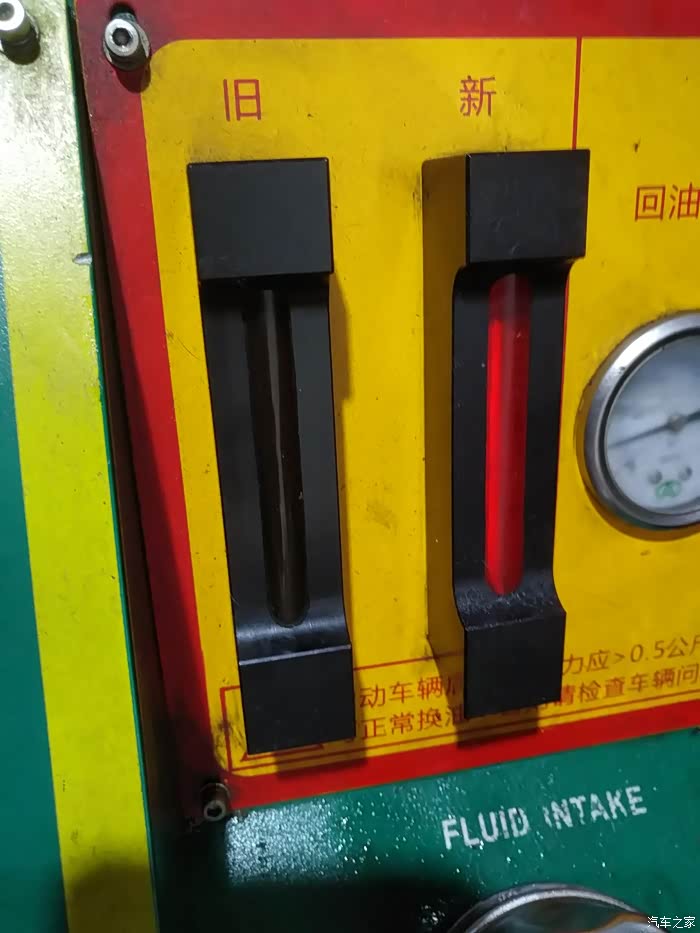 旧
新
回油
动车辆 力应>0.5公斤
正常换油 请检查车辆问
FLUID INTAKE
汽车之家